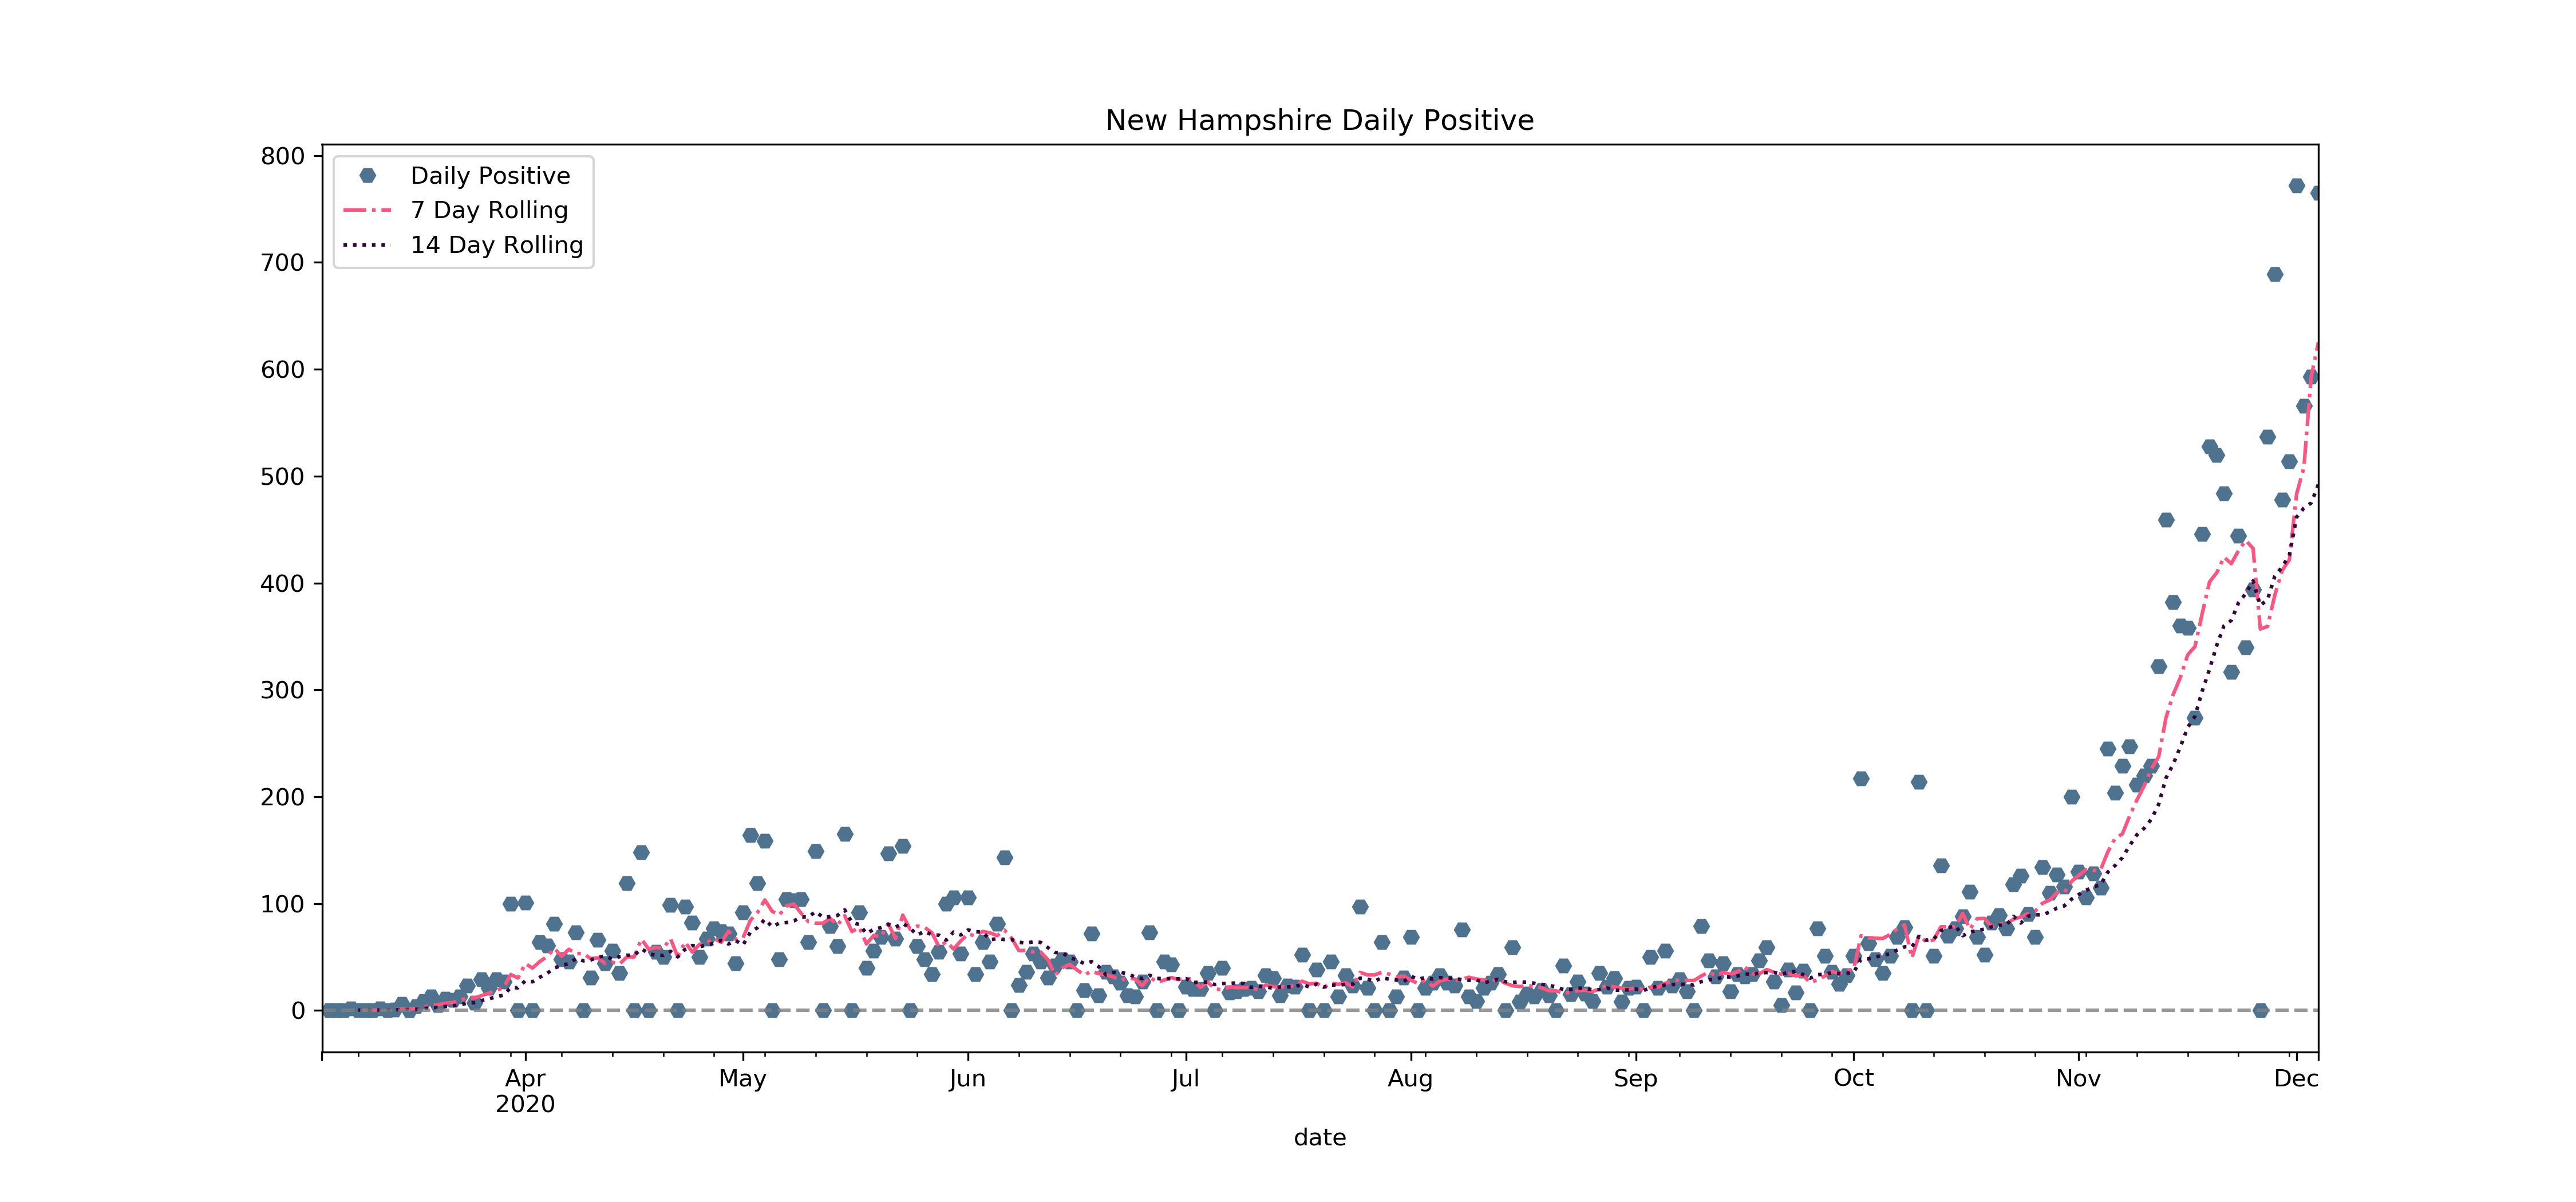 New Hampshire Daily Positive
800
700
600
500
400
300
200
100
0
Daily Positive
7 Day Rolling
14 Day Rolling
Apr May Jun Jul Aug Sep Oct Nov Dec
2020
date